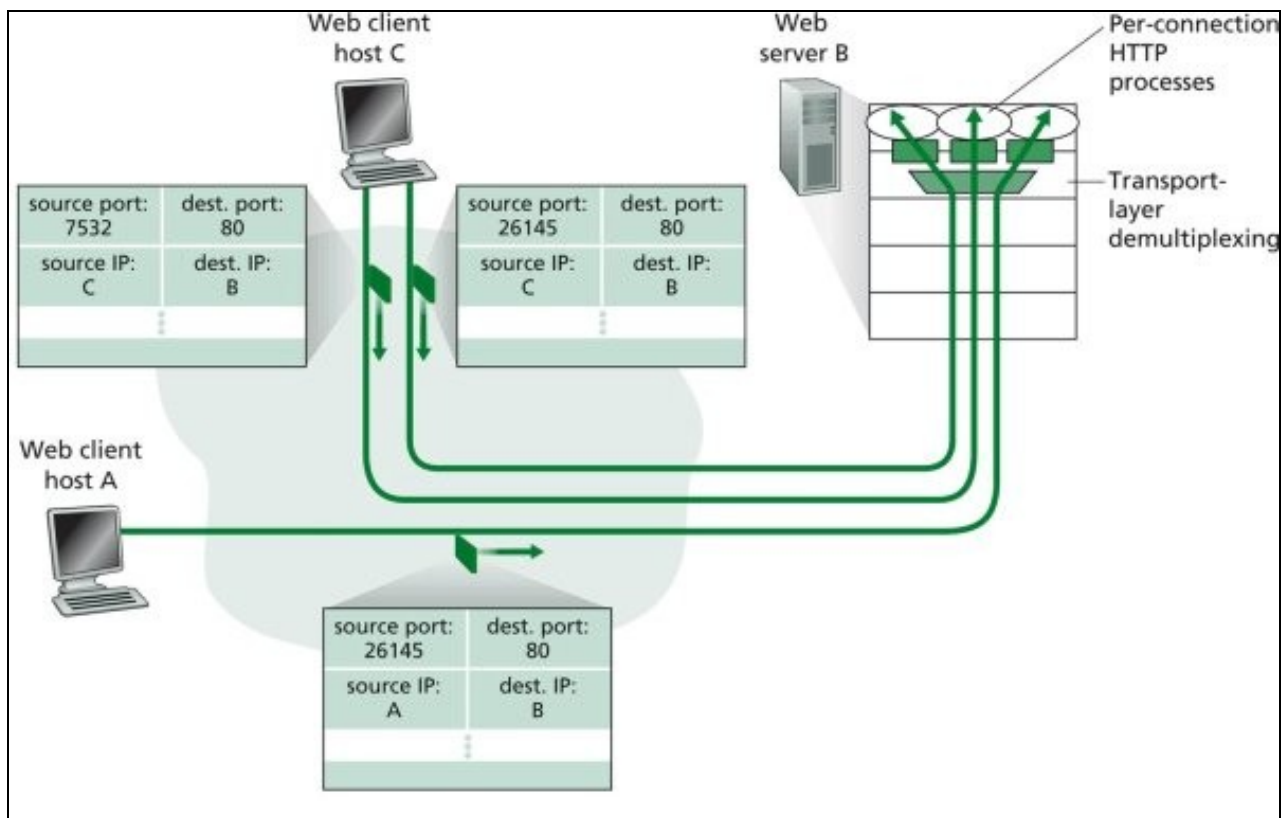 Web client
host C
Web
server B
Per-connection
HTTP
processes
Transport-
layer
demultiplexing
source port:
7532
dest. port:
80
source IP:
C
dest. IP:
B
source port:
26145
dest. port:
80
source IP:
C
dest. IP:
B
Web client
host A
source port:
26145
dest. port:
80
source IP:
A
dest. IP:
B